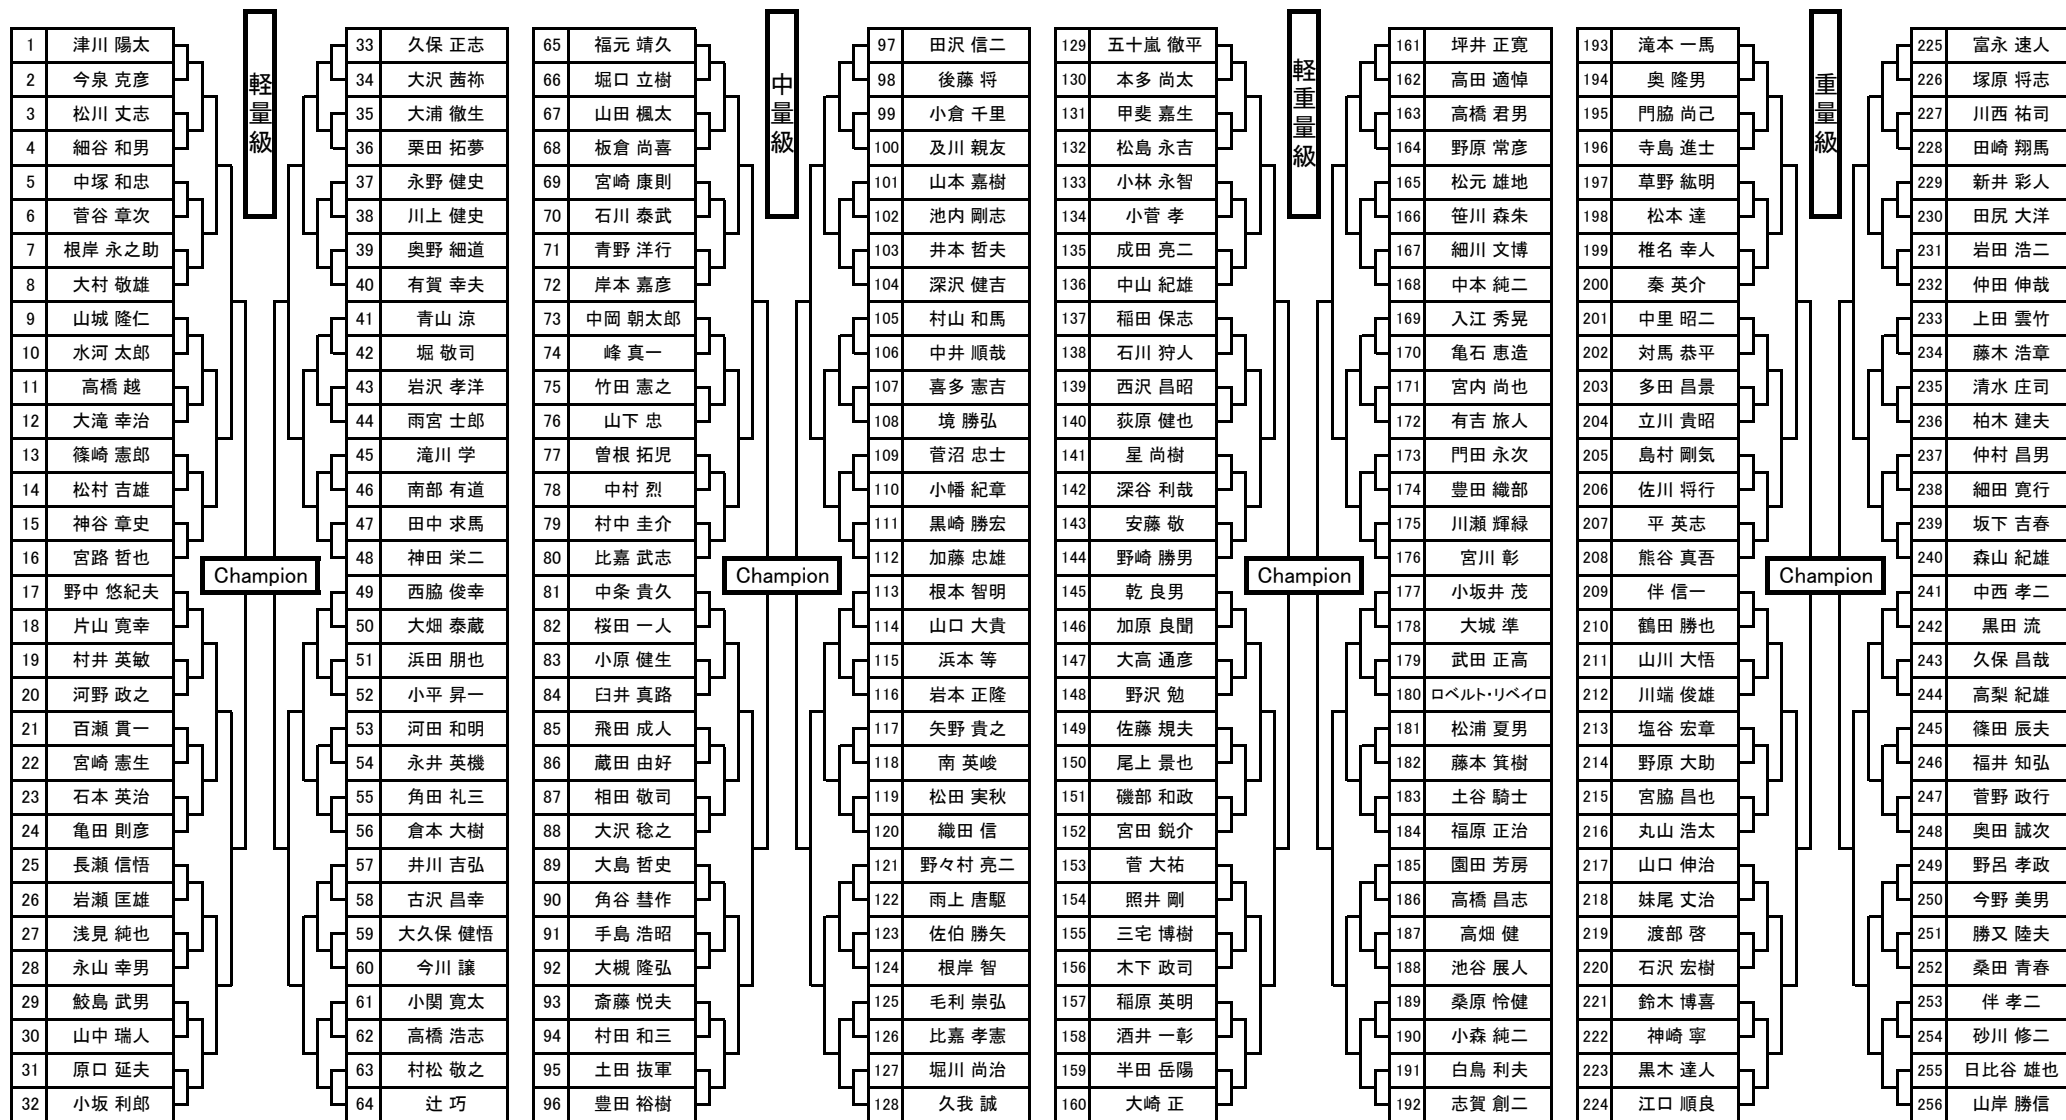 軽量級
1 津川 陽太
2 今泉 克彦
3 松川 丈志
4 細谷 和男
5 中塚 和忠
6 菅谷 章次
7 根岸 永之助
8 大村 敬雄
9 山城 隆仁
10 水河 太郎
11 高橋 越
12 大滝 幸治
13 篠崎 憲郎
14 松村 吉雄
15 神谷 章史
16 宮路 哲也
17 野中 悠紀夫
18 片山 寛幸
19 村井 英敏
20 河野 政之
21 百瀬 貫一
22 宮崎 憲生
23 石本 英治
24 亀田 則彦
25 長瀬 信悟
26 岩瀬 匡雄
27 浅見 純也
28 永山 幸男
29 鮫島 武男
30 山中 瑞人
31 原口 延夫
32 小坂 利郎
Champion
33 久保 正志
34 大沢 茜祢
35 大浦 徹生
36 栗田 拓夢
37 永野 健史
38 川上 健史
39 奥野 細道
40 有賀 幸夫
41 青山 涼
42 堀 敬司
43 岩沢 孝洋
44 雨宮 士郎
45 滝川 学
46 南部 有道
47 田中 求馬
48 神田 栄二
49 西脇 俊幸
50 大畑 泰蔵
51 浜田 朋也
52 小平 昇一
53 河田 和明
54 永井 英機
55 角田 礼三
56 倉本 大樹
57 井川 吉弘
58 古沢 昌幸
59 大久保 健悟
60 今川 譲
61 小関 寛太
62 高橋 浩志
63 村松 敬之
64 辻 巧
中量級
65 福元 靖久
66 堀口 立樹
67 山田 楓太
68 板倉 尚喜
69 宮崎 康則
70 石川 泰武
71 青野 洋行
72 岸本 嘉彦
73 中岡 朝太郎
74 峰 真一
75 竹田 憲之
76 山下 忠
77 曽根 拓児
78 中村 烈
79 村中 圭介
80 比嘉 武志
81 中条 貴久
82 桜田 一人
83 小原 健生
84 臼井 真路
85 飛田 成人
86 蔵田 由好
87 相田 敬司
88 大沢 稔之
89 大島 哲史
90 角谷 彗作
91 手島 浩昭
92 大槻 隆弘
93 斎藤 悦夫
94 村田 和三
95 土田 抜軍
96 豊田 裕樹
Champion
97 田沢 信二
98 後藤 将
99 小倉 千里
100 及川 親友
101 山本 嘉樹
102 池内 剛志
103 井本 哲夫
104 深沢 健吉
105 村山 和馬
106 中井 順哉
107 喜多 憲吉
108 境 勝弘
109 菅沼 忠士
110 小幡 紀章
111 黒崎 勝宏
112 加藤 忠雄
113 根本 智明
114 山口 大貴
115 浜本 等
116 岩本 正隆
117 矢野 貴之
118 南 英峻
119 松田 実秋
120 織田 信
121 野々村 亮二
122 雨上 唐駆
123 佐伯 勝矢
124 根岸 智
125 毛利 崇弘
126 比嘉 孝憲
127 堀川 尚治
128 久我 誠
軽重量級
129 五十嵐 徹平
130 本多 尚太
131 甲斐 嘉生
132 松島 永吉
133 小林 永智
134 小菅 孝
135 成田 亮二
136 中山 紀雄
137 稲田 保志
138 石川 狩人
139 西沢 昌昭
140 荻原 健也
141 星 尚樹
142 深谷 利哉
143 安藤 敬
144 野崎 勝男
145 乾 良男
146 加原 良聞
147 大高 通彦
148 野沢 勉
149 佐藤 規夫
150 尾上 景也
151 磯部 和政
152 宮田 鋭介
153 菅 大祐
154 照井 剛
155 三宅 博樹
156 木下 政司
157 稲原 英明
158 酒井 一彰
159 半田 岳陽
160 大崎 正
Champion
161 坪井 正寛
162 高田 適悼
163 高橋 君男
164 野原 常彦
165 松元 雄地
166 笹川 森朱
167 細川 文博
168 中本 純二
169 入江 秀晃
170 亀石 恵造
171 宮内 尚也
172 有吉 旅人
173 門田 永次
174 豊田 織部
175 川瀬 輝緑
176 宮川 彰
177 小坂井 茂
178 大城 準
179 武田 正高
180 ロベルト・リベイロ
181 松浦 夏男
182 藤本 箕樹
183 土谷 騎士
184 福原 正治
185 園田 芳房
186 高橋 昌志
187 高畑 健
188 池谷 展人
189 桑原 怜健
190 小森 純二
191 白鳥 利夫
192 志賀 創二
重量級
193 滝本 一馬
194 奥 隆男
195 門脇 尚己
196 寺島 進士
197 草野 紘明
198 松本 達
199 椎名 幸人
200 秦 英介
201 中里 昭二
202 対馬 恭平
203 多田 昌景
204 立川 貴昭
205 島村 剛気
206 佐川 将行
207 平 英志
208 熊谷 真吾
209 伴 信一
210 鶴田 勝也
211 山川 大悟
212 川端 俊雄
213 塩谷 宏章
214 野原 大助
215 宮脇 昌也
216 丸山 浩太
217 山口 伸治
218 妹尾 丈治
219 渡部 啓
220 石沢 宏樹
221 鈴木 博喜
222 神崎 寧
223 黒木 達人
224 江口 順良
Champion
225 富永 速人
226 塚原 将志
227 川西 祐司
228 田崎 翔馬
229 新井 彩人
230 田尻 大洋
231 岩田 浩二
232 仲田 伸哉
233 上田 雲竹
234 藤木 浩章
235 清水 庄司
236 柏木 建夫
237 仲村 昌男
238 細田 寛行
239 坂下 吉春
240 森山 紀雄
241 中西 孝二
242 黒田 流
243 久保 昌哉
244 高梨 紀雄
245 篠田 辰夫
246 福井 知弘
247 菅野 政行
248 奥田 誠次
249 野呂 孝政
250 今野 美男
251 勝又 陸夫
252 桑田 青春
253 伴 孝二
254 砂川 修二
255 日比谷 雄也
256 山岸 勝信